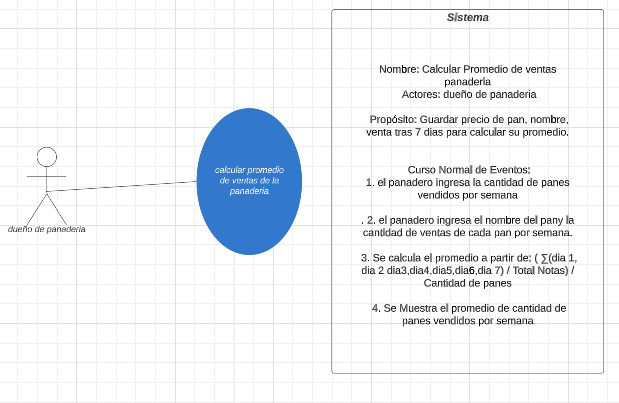 Sistema
Nombre: Calcular Promedio de ventas
panaderia
Actores: dueño de panaderia
Propósito: Guardar precio de pan, nombre,
venta tras 7 dias para calcular su promedio.
Curso Normal de Eventos:
1. el panadero ingresa la cantidad de panes
vendidos por semana
. 2. el panadero ingresa el nombre del pany la
cantidad de ventas de cada pan por semana.
3. Se calcula el promedio a partir de: ( ∑(dia 1,
dia 2 dia3,dia4,dia5,dia6,dia 7) / Total Notas) /
Cantidad de panes
4. Se Muestra el promedio de cantidad de
panes vendidos por semana
calcular promedio
de ventas de la
panaderia
dueño de panaderia